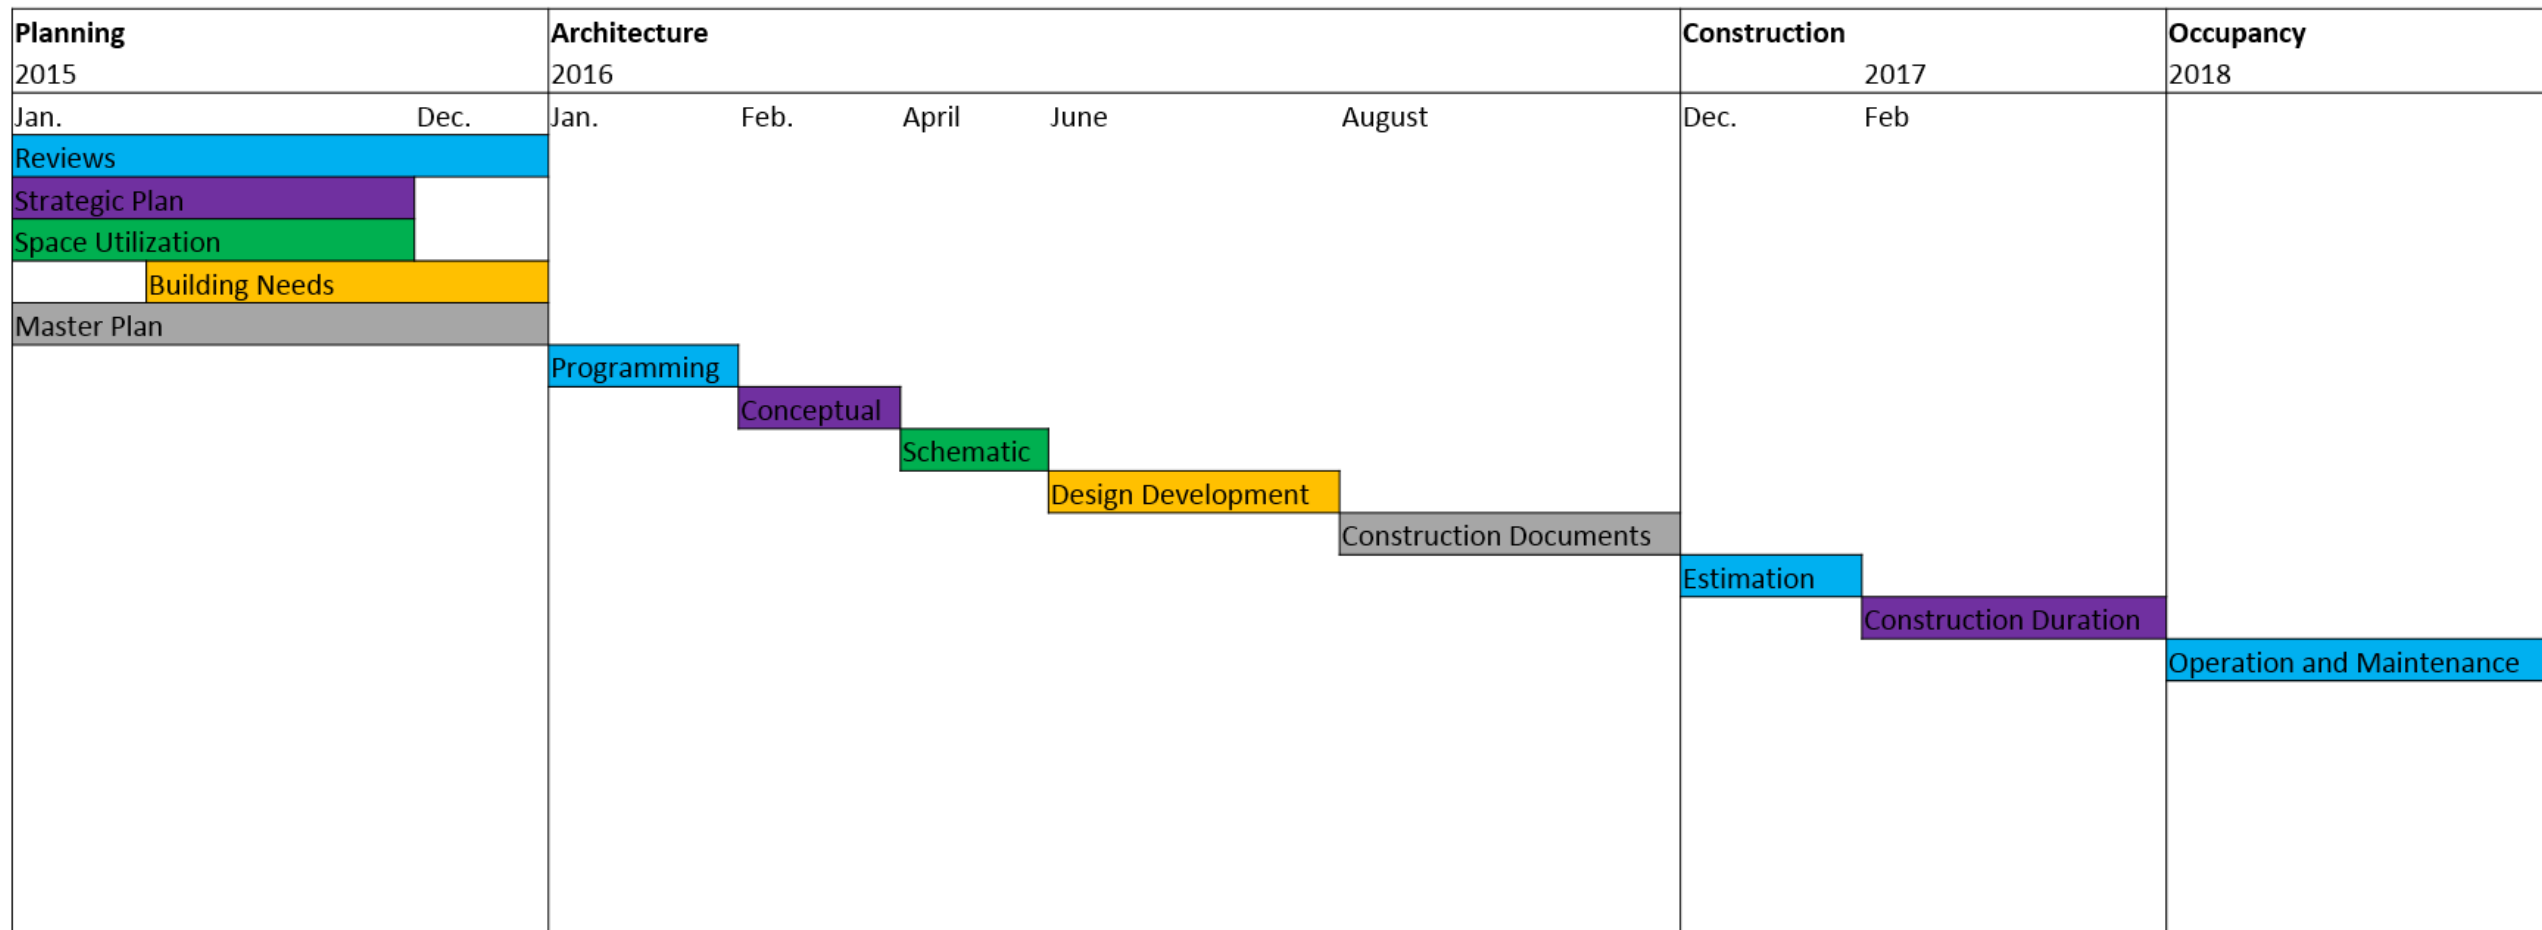 Planning Architecture Construction Occupancy
2015 2016 2017 2018
Jan. Dec. Jan. Feb. April June August Dec. Feb
Reviews
Strategic Plan
Space Utilization
Building Needs
Master Plan
Programming
Conceptual
Schematic
Design Development
Construction Documents
Estimation
Construction Duration
Operation and Maintenance